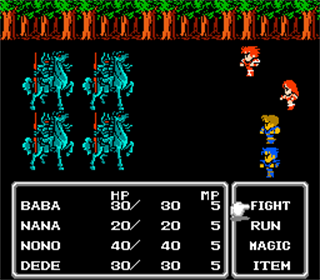 HP MP
BABA 30/ 30 5
NANA 20/ 20 5
NONO 40/ 40 5
DEDE 30/ 30 5
FIGHT
RUN
MAGIC
ITEM